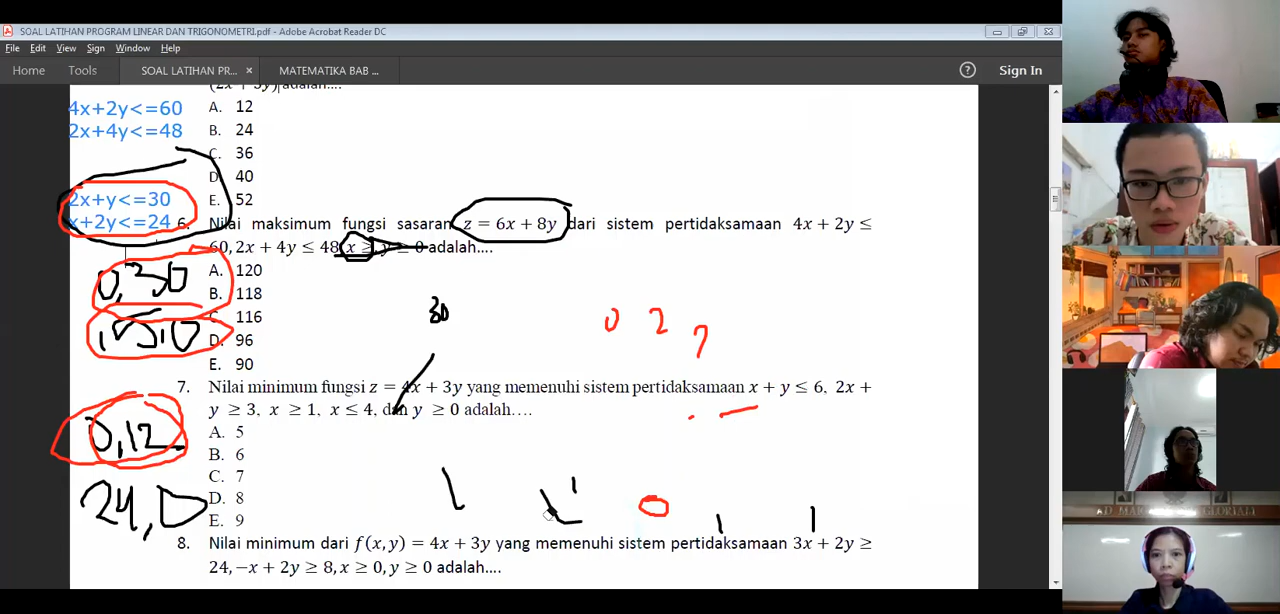 SOAL LATIHAN PROGRAM LINEAR DAN TRIGONOMETRI.pdf - Adobe Acrobat Reader DC
File Edit View Sign Window Help
Home Tools SOAL LATIHAN PR... × MATEMATIKA BAB ... ? Sign In
(2x + 3y) adalah....
4x+2y<=60
2x+4y<=48
A. 12
B. 24
C. 36
D. 40
E. 52
2x+y<=30
x+2y<=24
6. Nilai maksimum fungsi sasaran z = 6x + 8y dari sistem pertidaksamaan 4x + 2y ≤
60, 2x + 4y ≤ 48, x ≥, y ≥ 0 adalah....
A. 120
B. 118
C. 116
D. 96
E. 90
0,30
15,0
30
0 2
?
7. Nilai minimum fungsi z = 4x + 3y yang memenuhi sistem pertidaksamaan x + y ≤ 6, 2x +
y ≥ 3, x ≥ 1, x ≤ 4, dan y ≥ 0 adalah….
A. 5
B. 6
C. 7
D. 8
E. 9
0,12
24,0
8. Nilai minimum dari f(x, y) = 4x + 3y yang memenuhi sistem pertidaksamaan 3x + 2y ≥
24, −x + 2y ≥ 8, x ≥ 0, y ≥ 0 adalah....